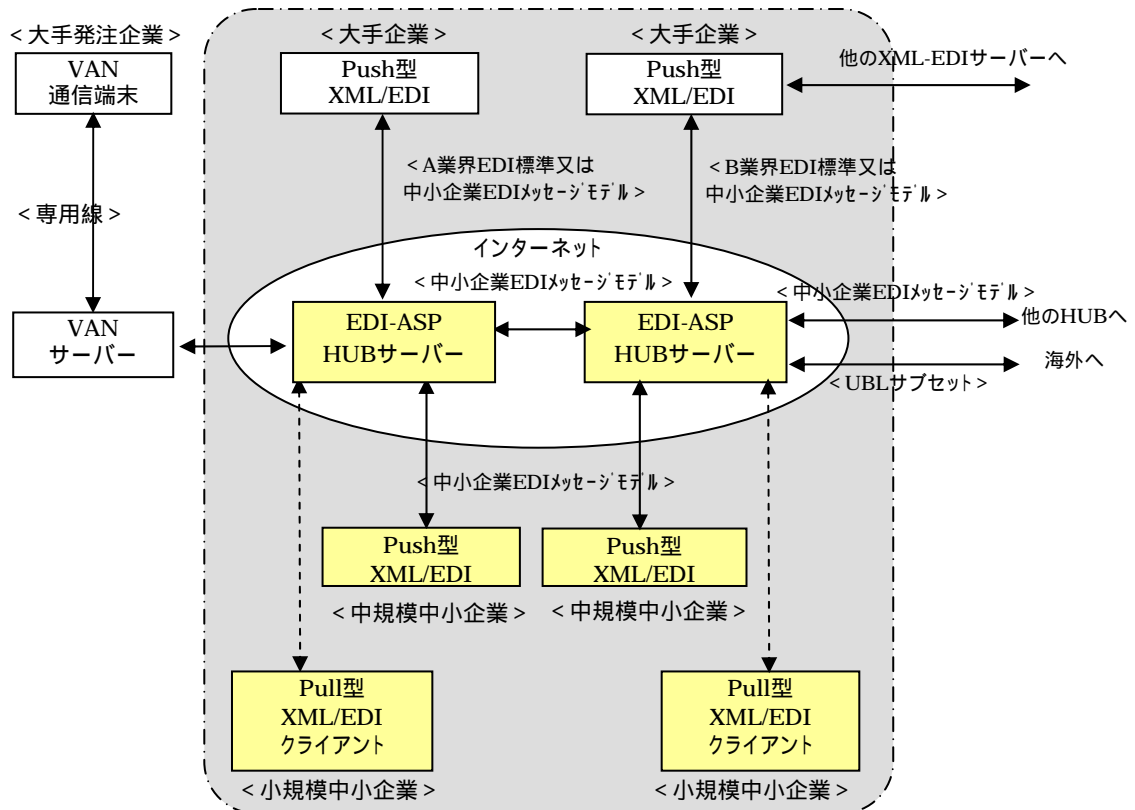 ＜大手発注企業＞
VAN
通信端末
＜専用線＞
VAN
サーバー
＜大手企業＞
Push型
XML/EDI
＜大手企業＞
Push型
XML/EDI
他のXML-EDIサーバーへ
＜A業界EDI標準又は
中小企業EDIﾒｯｾｰｼﾞﾓﾃﾞﾙ＞
＜B業界EDI標準又は
中小企業EDIﾒｯｾｰｼﾞﾓﾃﾞﾙ＞
インターネット
＜中小企業EDIﾒｯｾｰｼﾞﾓﾃﾞﾙ＞
＜中小企業EDIﾒｯｾｰｼﾞﾓﾃﾞﾙ＞
EDI-ASP
HUBサーバー
EDI-ASP
HUBサーバー
他のHUBへ
海外へ
＜UBLサブセット＞
＜中小企業EDIﾒｯｾｰｼﾞﾓﾃﾞﾙ＞
Push型
XML/EDI
＜中規模中小企業＞
Push型
XML/EDI
＜中規模中小企業＞
Pull型
XML/EDI
クライアント
＜小規模中小企業＞
Pull型
XML/EDI
クライアント
＜小規模中小企業＞